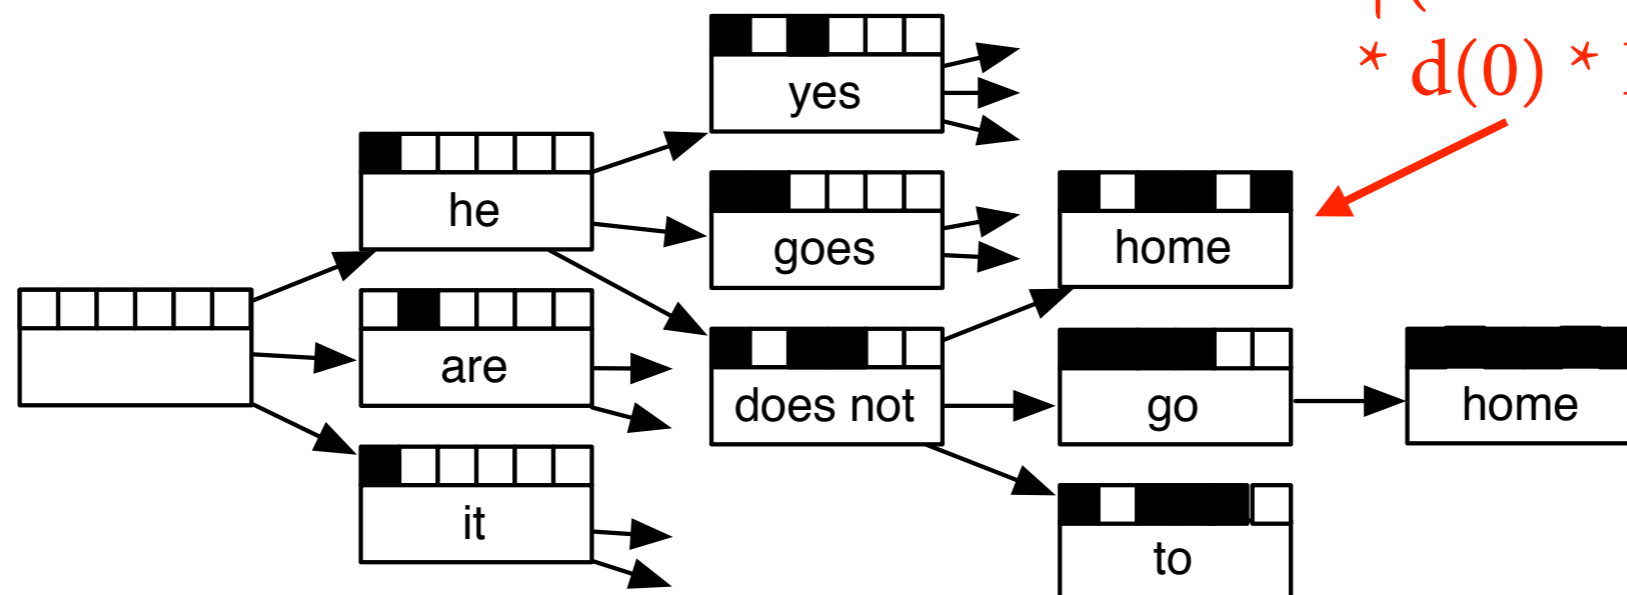 * d(0) *
yes
he
goes
home
are
does not
go
home
it
to